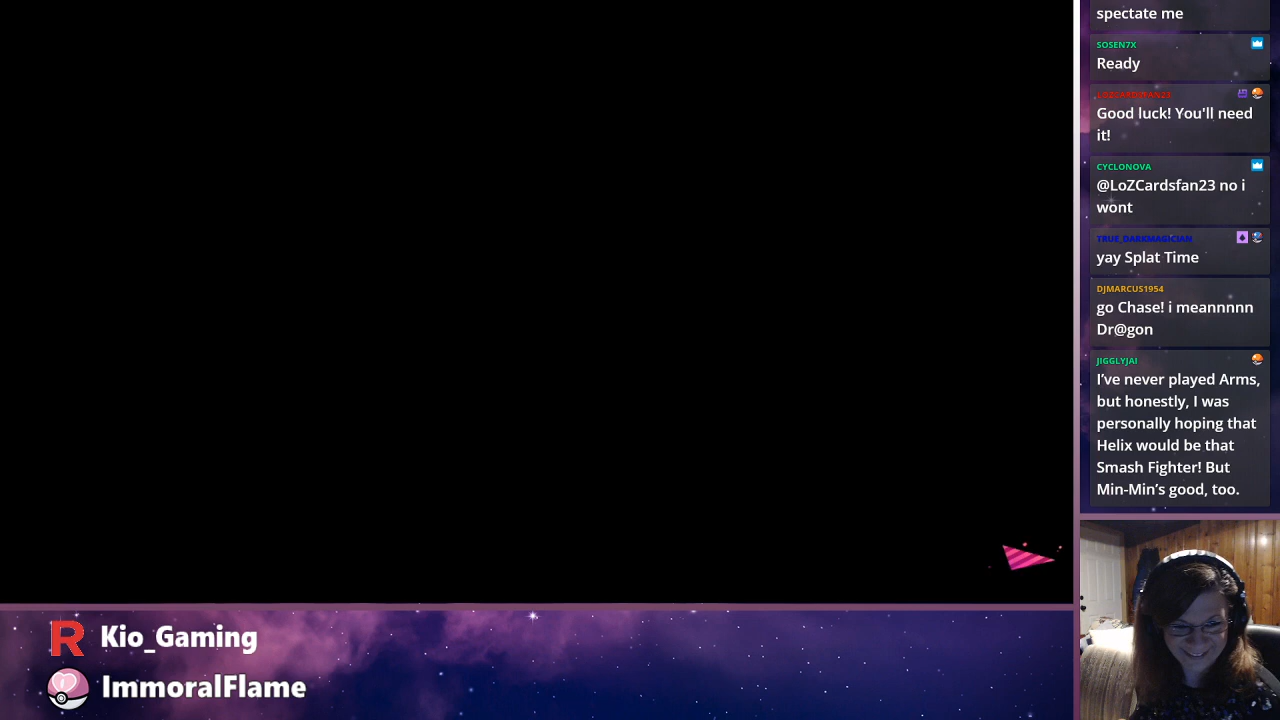 spectate me
SOSEN7X
Ready
LOZCARDSFAN23
Good luck! You'll need
it!
CYCLONOVA
@LoZCardsfan23 no i
wont
TRUE_DARKMAGICIAN
yay Splat Time
DJMARCUS1954
go Chase! i meannnnn
Dr@gon
JIGGLYJAI
I've never played Arms,
but honestly, I was
personally hoping that
Helix would be that
Smash Fighter! But
Min-Min's good, too.
R Kio_Gaming
ImmoralFlame